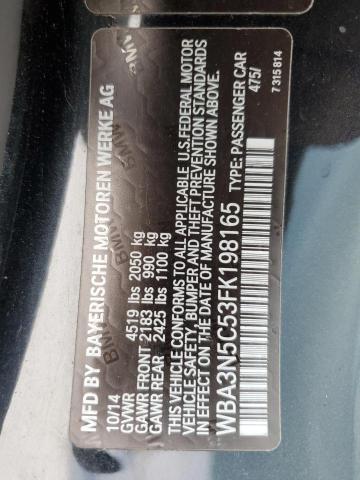 MFD BY BAYERISCHE MOTOREN WERKE AG
10/14
GVWR 4519 lbs 2050 kg
GAWR FRONT 2183 lbs 990 kg
GAWR REAR 2425 lbs 1100 kg
THIS VEHICLE CONFORMS TO ALL APPLICABLE U.S. FEDERAL MOTOR
VEHICLE SAFETY, BUMPER AND THEFT PREVENTION STANDARDS
IN EFFECT ON THE DATE OF MANUFACTURE SHOWN ABOVE.
WBA3N5C53FK198165 TYPE: PASSENGER CAR
475/
7 315 814